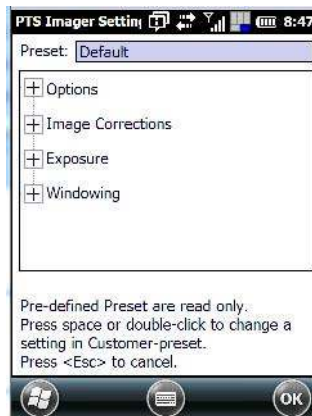 PTS Imager Settin 8:47
Preset: Default
Options
Image Corrections
Exposure
Windowing
Pre-defined Preset are read only.
Press space or double-click to change a
setting in Customer-preset.
Press <Esc> to cancel.
OK